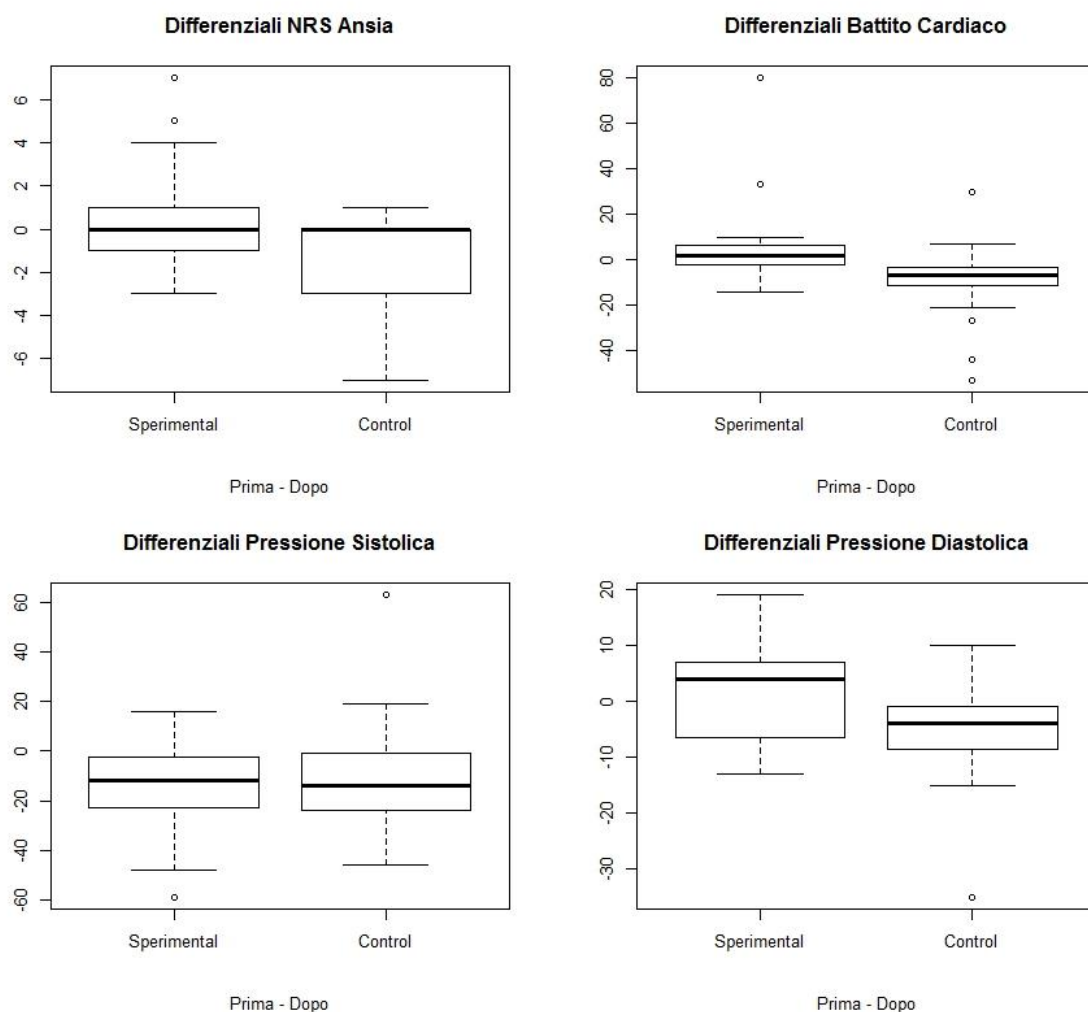 Differenziali NRS Ansia
6
4
2
0
-2
-4
-6
Sperimental Control
Prima - Dopo
Differenziali Battito Cardiaco
80
60
40
20
0
-20
-40
Sperimental Control
Prima - Dopo
Differenziali Pressione Sistolica
60
40
20
0
-20
-40
-60
Sperimental Control
Prima - Dopo
Differenziali Pressione Diastolica
20
10
0
-10
-20
-30
Sperimental Control
Prima - Dopo